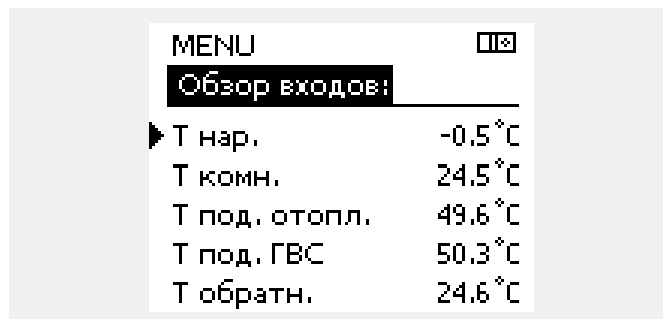 MENU
Обзор входов:
Т нар. -0.5°C
Т комн. 24.5°C
Т под. отопл. 49.6°C
Т под. ГВС 50.3°C
Т обратн. 24.6°C